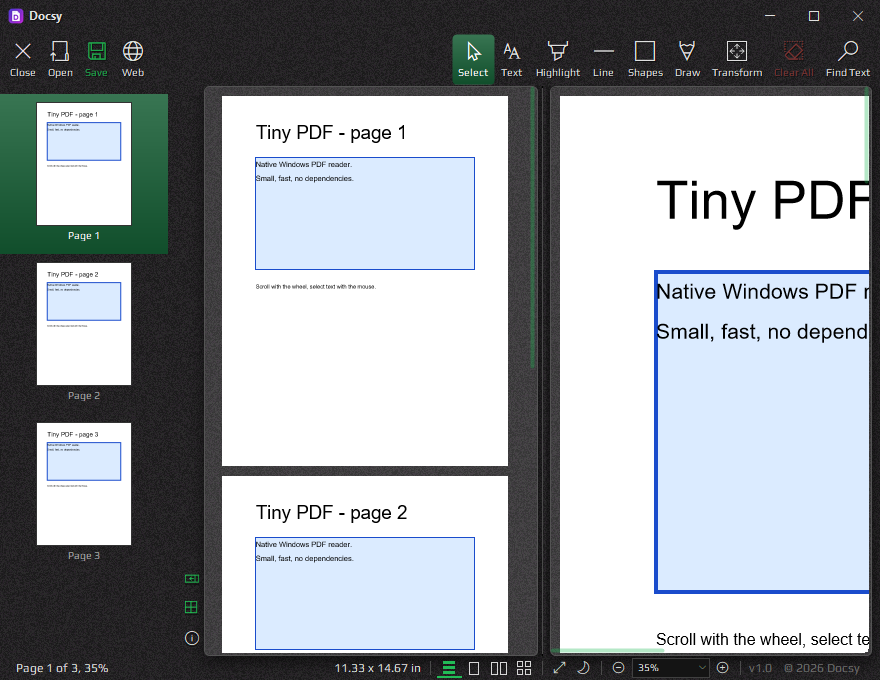 Docsy
Close Open Save Web
Select Text Highlight Line Shapes Draw Transform Clear All Find Text
Tiny PDF - page 1
Page 1
Tiny PDF - page 2
Page 2
Tiny PDF - page 3
Page 3
Tiny PDF - page 1
Native Windows PDF reader.
Small, fast, no dependencies.
Scroll with the wheel, select text with the mouse.
Tiny PDF - page 2
Native Windows PDF reader.
Small, fast, no dependencies.
Tiny PDF
Native Windows PDF r
Small, fast, no depend
Scroll with the wheel, select te
Page 1 of 3, 35%
11.33 x 14.67 in
35%
v1.0 © 2026 Docsy